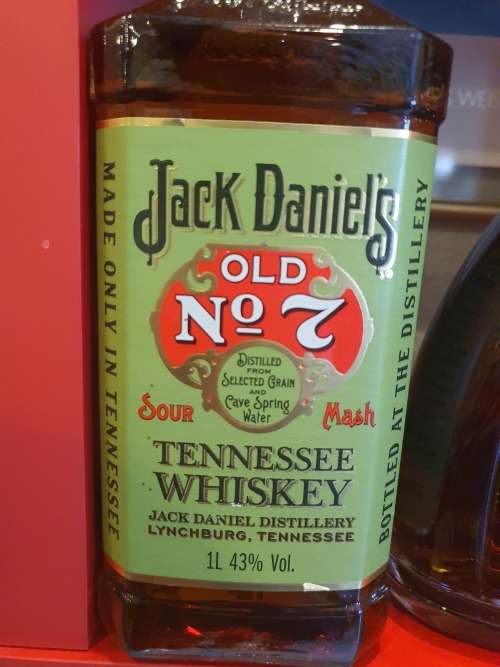 Jack Daniel's
OLD
Nº 7
DISTILLED
FROM
SELECTED GRAIN
AND
Cave Spring
Water
SOUR Mash
TENNESSEE
WHISKEY
JACK DANIEL DISTILLERY
LYNCHBURG, TENNESSEE
1L 43% Vol.
MADE ONLY IN TENNESSEE
BOTTLED AT THE DISTILLERY